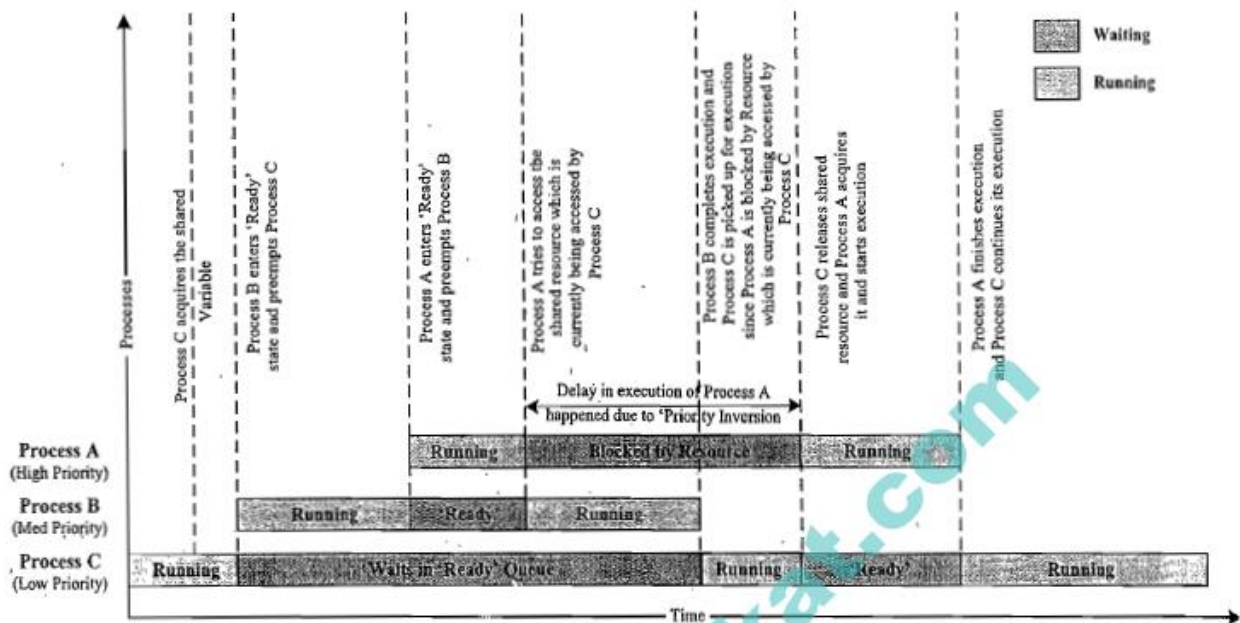 Waiting
Running
Processes
Process C acquires the shared
Variable
Process B enters 'Ready'
state and preempts Process C
Process A enters 'Ready'
state and preempts Process B
Process A tries to access the
shared resource which is
currently being accessed by
Process C
Process B completes execution and
Process C is picked up for execution
since Process A is blocked by Resource
which is currently being accessed by
Process C
Process C releases shared
resource and Process A acquires
it and starts execution
Process A finishes execution
and Process C continues its execution
Delay in execution of Process A
happened due to 'Priority Inversion
Process A
(High Priority)
Running
Blocked by Resource
Running
Process B
(Med Priority)
Running
'Ready'
Running
Process C
(Low Priority)
Running
'Waits in 'Ready' Queue
Running
'Ready'
Running
Time
kat.com